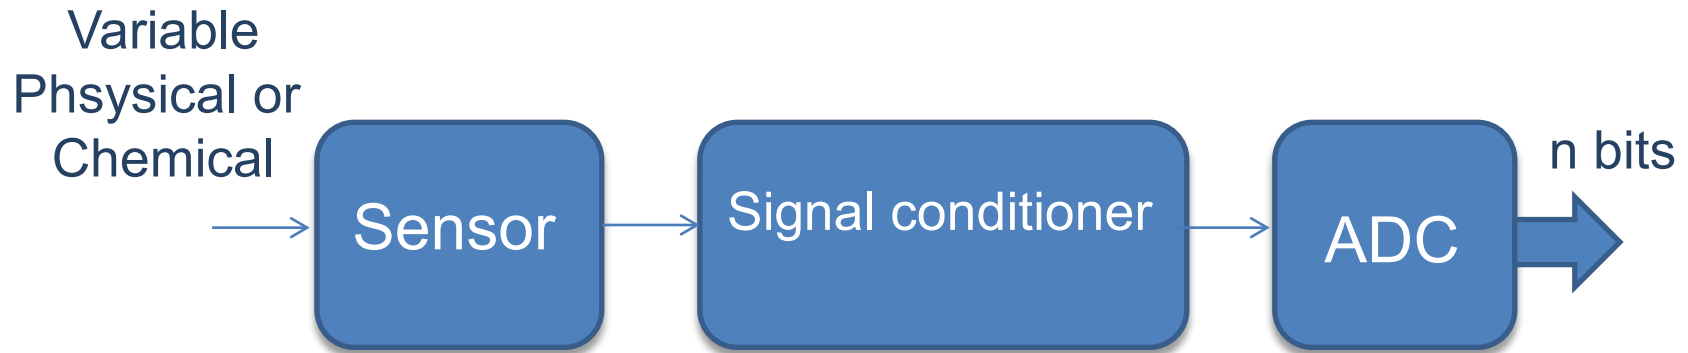 Variable
Phsysical or
Chemical
Sensor
Signal conditioner
ADC
n bits